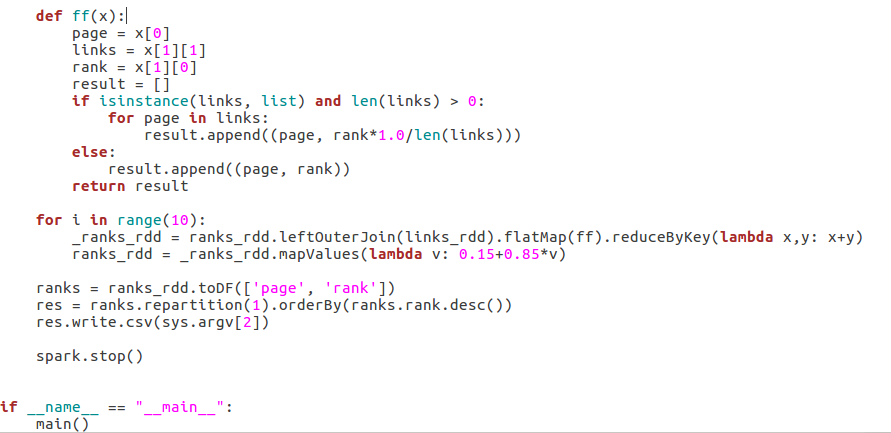 def ff(x):
    page = x[0]
    links = x[1][1]
    rank = x[1][0]
    result = []
    if isinstance(links, list) and len(links) > 0:
        for page in links:
            result.append((page, rank*1.0/len(links)))
    else:
        result.append((page, rank))
    return result
for i in range(10):
    _ranks_rdd = ranks_rdd.leftOuterJoin(links_rdd).flatMap(ff).reduceByKey(lambda x,y: x+y)
    ranks_rdd = _ranks_rdd.mapValues(lambda v: 0.15+0.85*v)
ranks = ranks_rdd.toDF(['page', 'rank'])
res = ranks.repartition(1).orderBy(ranks.rank.desc())
res.write.csv(sys.argv[2])
spark.stop()
if __name__ == "__main__":
    main()